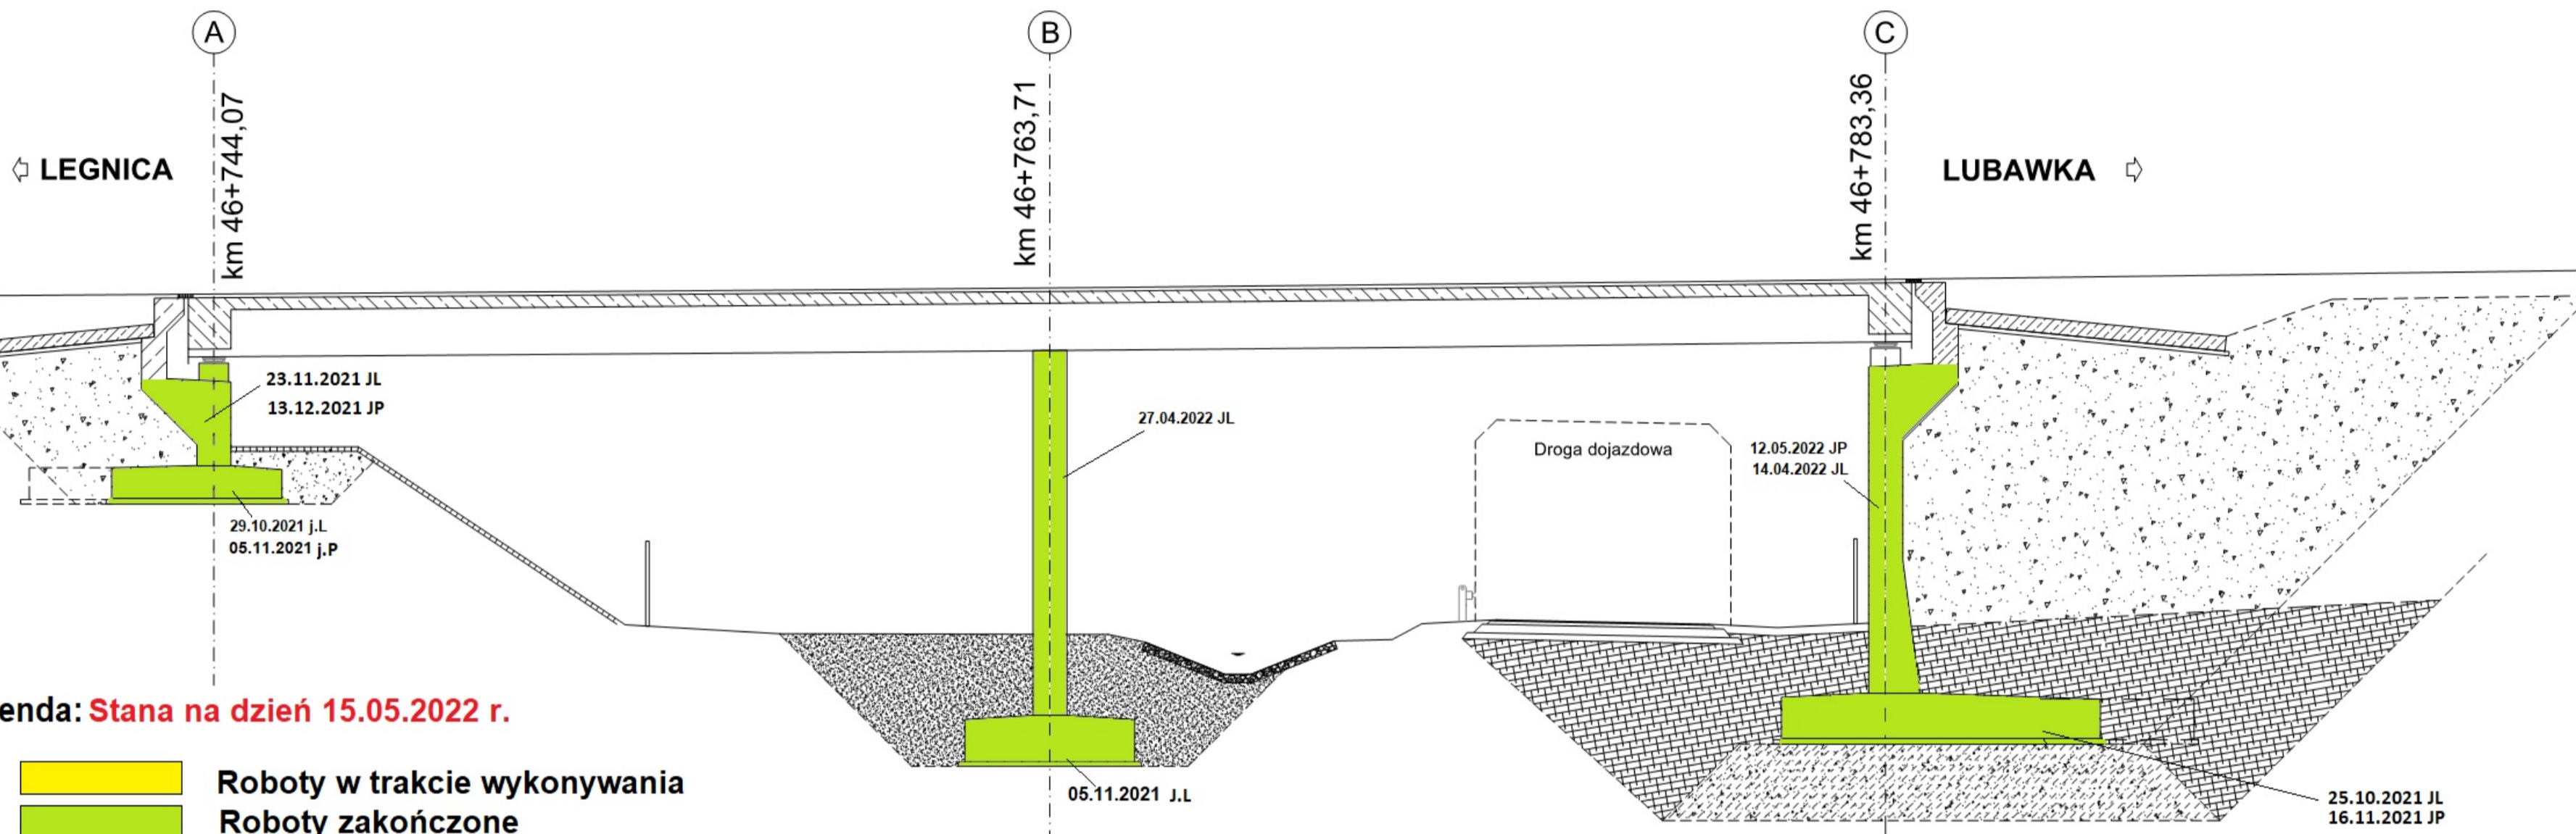 A
B
C
km 46+744,07
km 46+763,71
km 46+783,36
LEGNICA
LUBAWKA
23.11.2021 JL
13.12.2021 JP
27.04.2022 JL
Droga dojazdowa
12.05.2022 JP
14.04.2022 JL
29.10.2021 j.L
05.11.2021 j.P
enda: Stana na dzień 15.05.2022 r.
Roboty w trakcie wykonywania
Roboty zakończone
05.11.2021 J.L
25.10.2021 JL
16.11.2021 JP